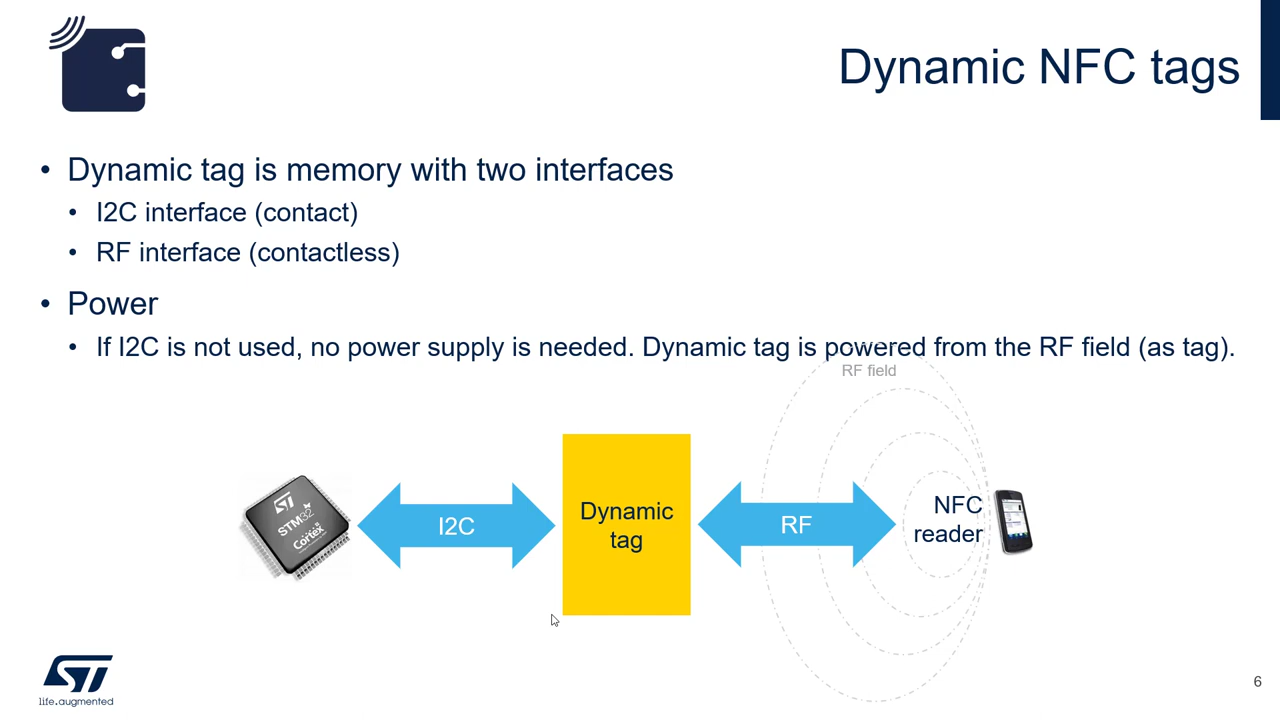 Dynamic NFC tags
• Dynamic tag is memory with two interfaces
• I2C interface (contact)
• RF interface (contactless)
• Power
• If I2C is not used, no power supply is needed. Dynamic tag is powered from the RF field (as tag).
RF field
STM32
Cortex
I2C
Dynamic
tag
RF
NFC
reader
ST
life.augmented
6